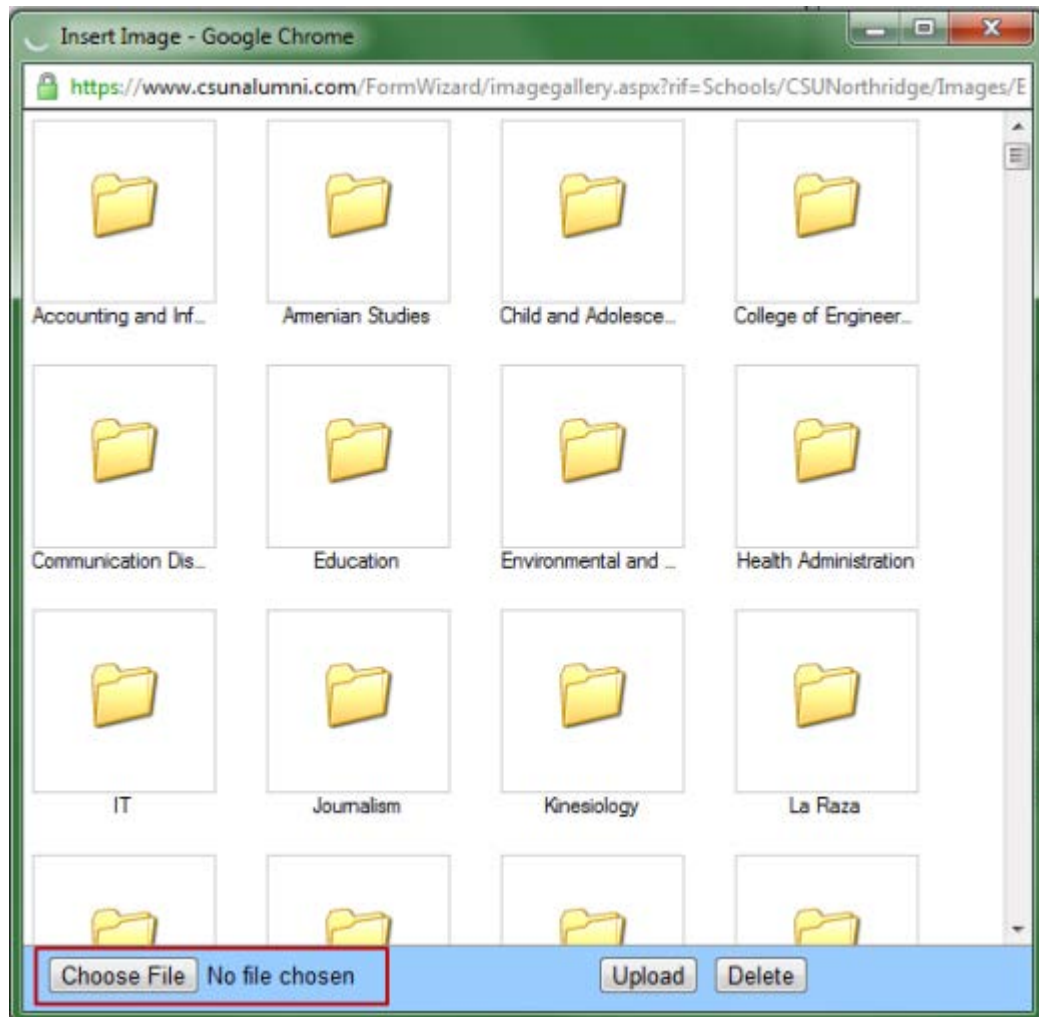 Insert Image - Google Chrome
https://www.csunalumni.com/FormWizard/imagegallery.aspx?rif=Schools/CSUNorthridge/Images/E
Accounting and Inf... Armenian Studies Child and Adolesce... College of Engineer...
Communication Dis... Education Environmental and ... Health Administration
IT Journalism Kinesiology La Raza
Choose File No file chosen Upload Delete